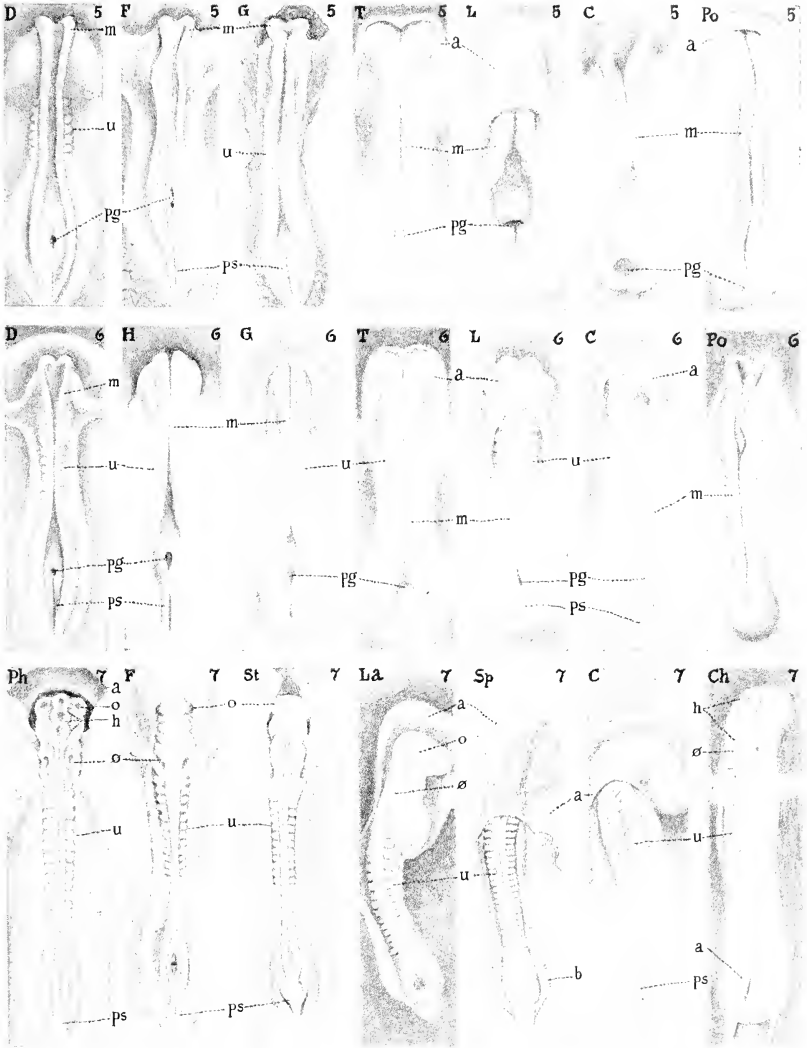 D 5 F 5 G 5 T 5 L 5 C 5 Po 5
m m a a
u m m
u
pg pg pg
ps
D 6 H 6 G 6 T 6 L 6 C 6 Po 6
m a a
m
u u u
m m
pg pg pg
ps ps
Ph 7 F 7 St 7 La 7 Sp 7 C 7 Ch 7
a o o a h
h o
ø ø ø
a
u u u u
a
b ps
ps ps